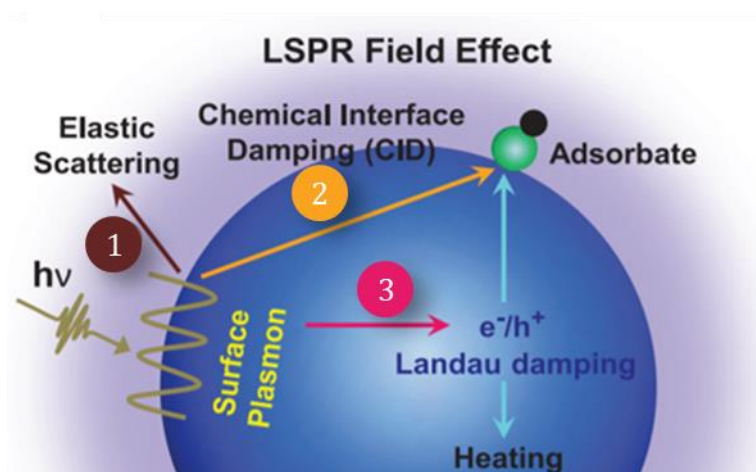 LSPR Field Effect
Elastic
Scattering
Chemical Interface
Damping (CID)
Adsorbate
1
2
hν
3
Surface
Plasmon
e⁻/h⁺
Landau damping
Heating